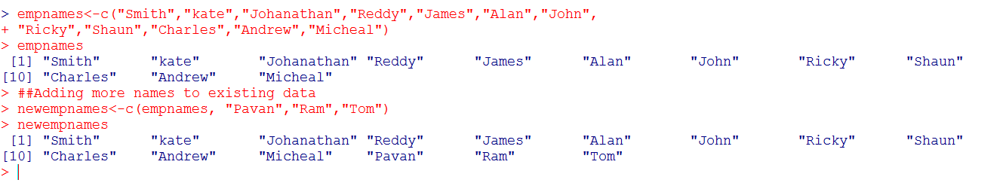 > empnames<-c("Smith","kate","Johanathan","Reddy","James","Alan","John",
+ "Ricky","Shaun","Charles","Andrew","Micheal")
> empnames
 [1] "Smith"      "kate"       "Johanathan" "Reddy"      "James"      "Alan"       "John"       "Ricky"      "Shaun"
[10] "Charles"    "Andrew"     "Micheal"
> ##Adding more names to existing data
> newempnames<-c(empnames, "Pavan","Ram","Tom")
> newempnames
 [1] "Smith"      "kate"       "Johanathan" "Reddy"      "James"      "Alan"       "John"       "Ricky"      "Shaun"
[10] "Charles"    "Andrew"     "Micheal"    "Pavan"      "Ram"        "Tom"
>